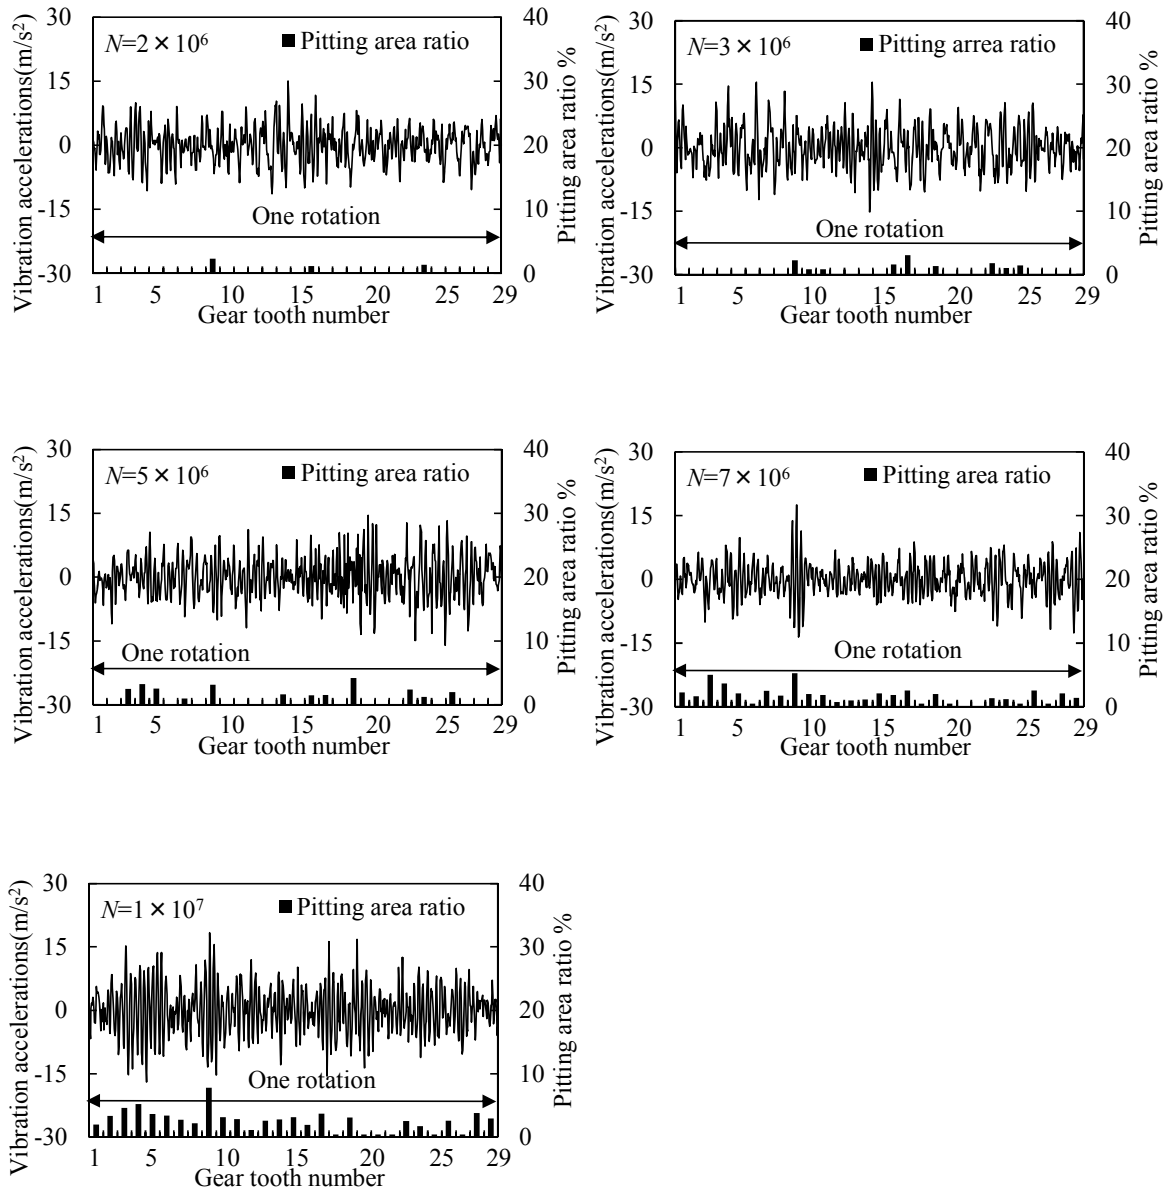 30
15
0
-15
-30
Vibration accelerations(m/s²)
N=2×10⁶
■ Pitting area ratio
One rotation
40
30
20
10
0
Pitting area ratio %
1 5 10 15 20 25 29
Gear tooth number
30
15
0
-15
-30
Vibration accelerations(m/s²)
N=3×10⁶
■ Pitting arrea ratio
One rotation
40
30
20
10
0
Pitting area ratio %
1 5 10 15 20 25 29
Gear tooth number
30
15
0
-15
-30
Vibration accelerations(m/s²)
N=5×10⁶
■ Pitting area ratio
One rotation
40
30
20
10
0
Pitting area ratio %
1 5 10 15 20 25 29
Gear tooth number
30
15
0
-15
-30
Vibration accelerations(m/s²)
N=7×10⁶
■ Pitting area ratio
One rotation
40
30
20
10
0
Pitting area ratio %
1 5 10 15 20 25 29
Gear tooth number
30
15
0
-15
-30
Vibration accelerations(m/s²)
N=1×10⁷
■ Pitting area ratio
One rotation
40
30
20
10
0
Pitting area ratio %
1 5 10 15 20 25 29
Gear tooth number